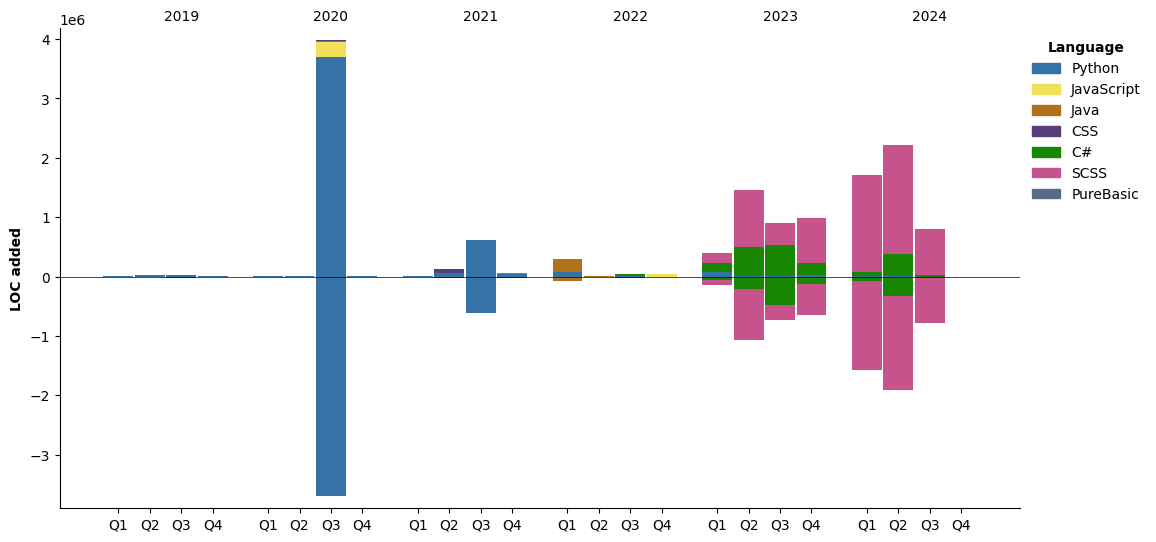 1e6
2019 2020 2021 2022 2023 2024
4
3
2
1
0
−1
−2
−3
LOC added
Q1 Q2 Q3 Q4 Q1 Q2 Q3 Q4 Q1 Q2 Q3 Q4 Q1 Q2 Q3 Q4 Q1 Q2 Q3 Q4 Q1 Q2 Q3 Q4
Language
Python
JavaScript
Java
CSS
C#
SCSS
PureBasic